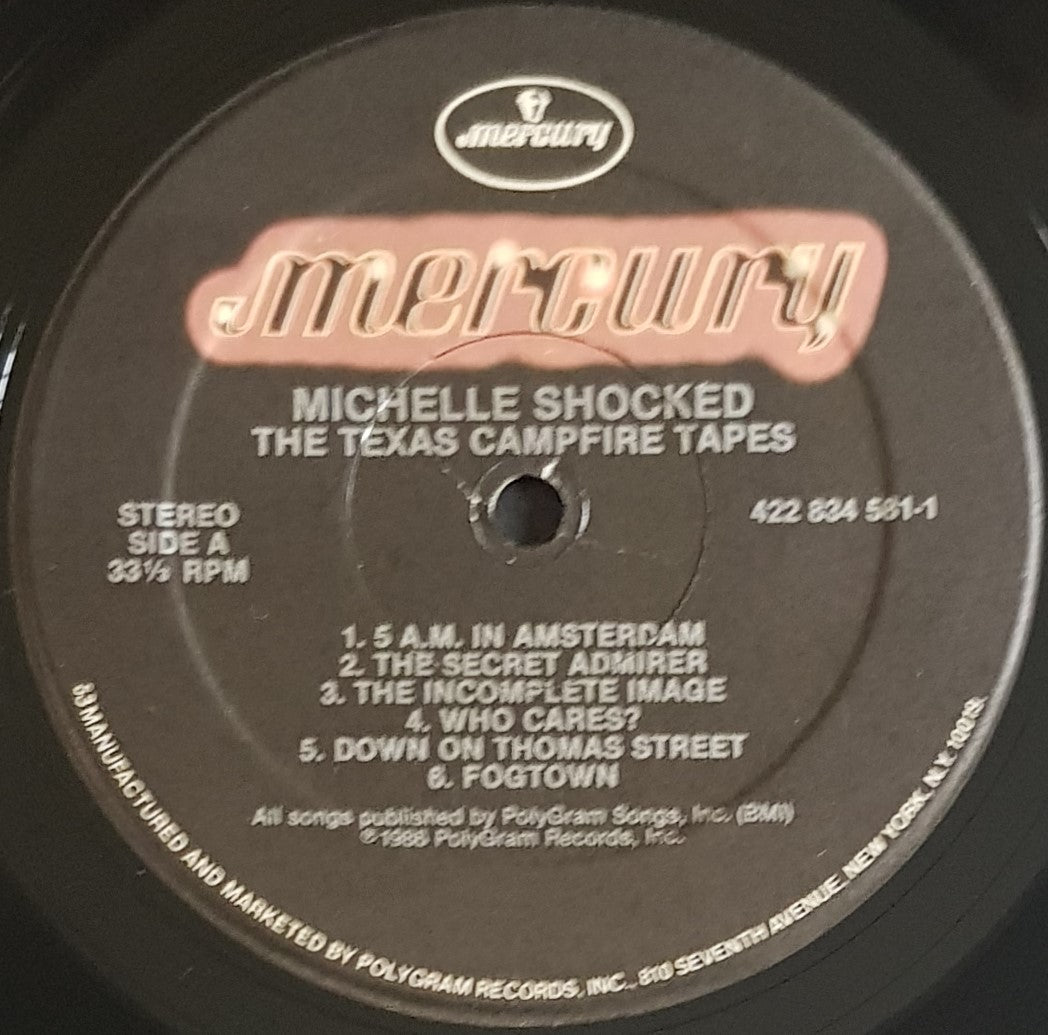 mercury
mercury
MICHELLE SHOCKED
THE TEXAS CAMPFIRE TAPES
STEREO
SIDE A
33⅓ RPM
422 834 581-1
1. 5 A.M. IN AMSTERDAM
2. THE SECRET ADMIRER
3. THE INCOMPLETE IMAGE
4. WHO CARES?
5. DOWN ON THOMAS STREET
6. FOGTOWN
All songs published by PolyGram Songs, Inc. (BMI)
℗1986 PolyGram Records, Inc.
MANUFACTURED AND MARKETED BY POLYGRAM RECORDS, INC., 810 SEVENTH AVENUE, NEW YORK, N.Y. 10019.